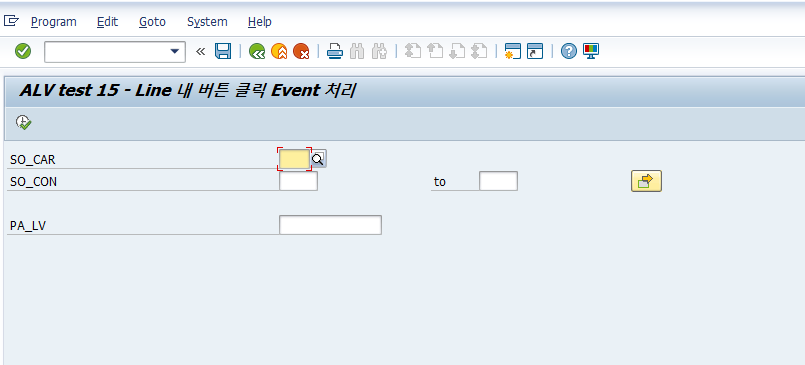 Program Edit Goto System Help
«
ALV test 15 - Line 내 버튼 클릭 Event 처리
SO_CAR
SO_CON to
PA_LV